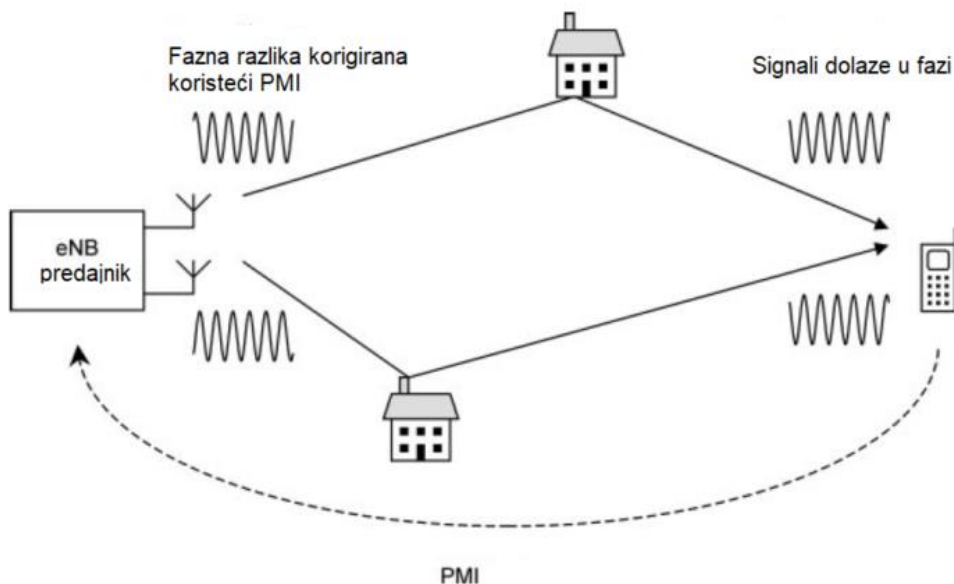 Fazna razlika korigirana
koristeći PMI
Signali dolaze u fazi
eNB
predajnik
PMI